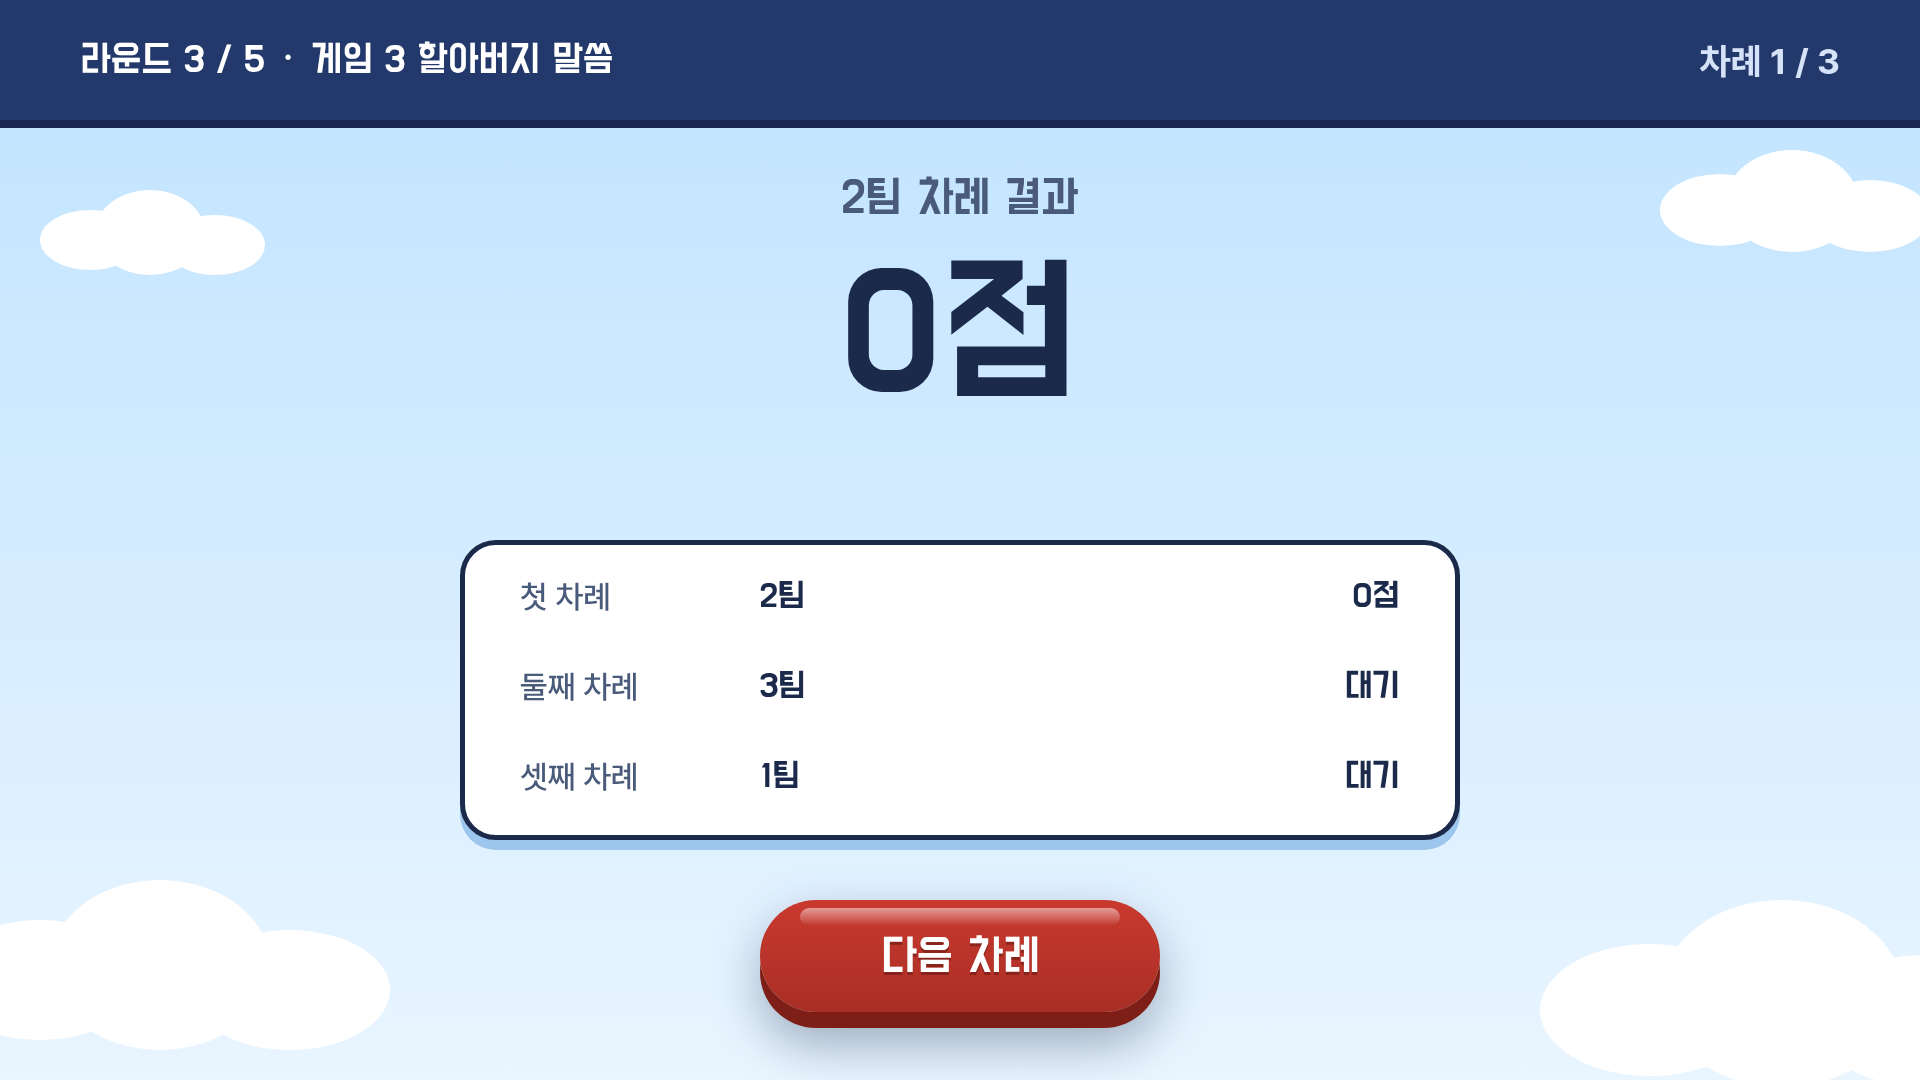 라운드 3 / 5 · 게임 3 할아버지 말씀
차례 1 / 3
2팀 차례 결과
0점
첫 차례 2팀 0점
둘째 차례 3팀 대기
셋째 차례 1팀 대기
다음 차례